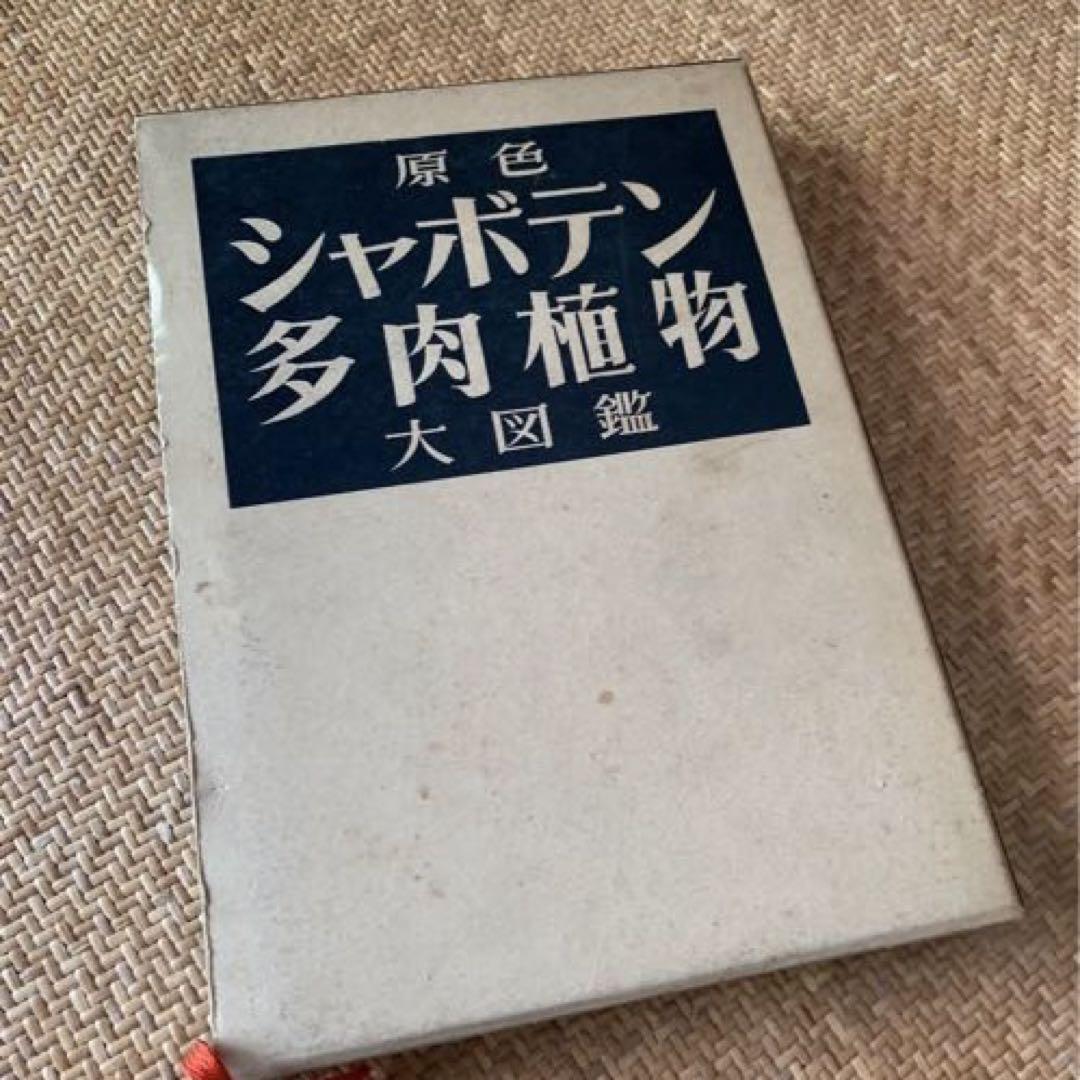 原色
シャボテン
多肉植物
大図鑑